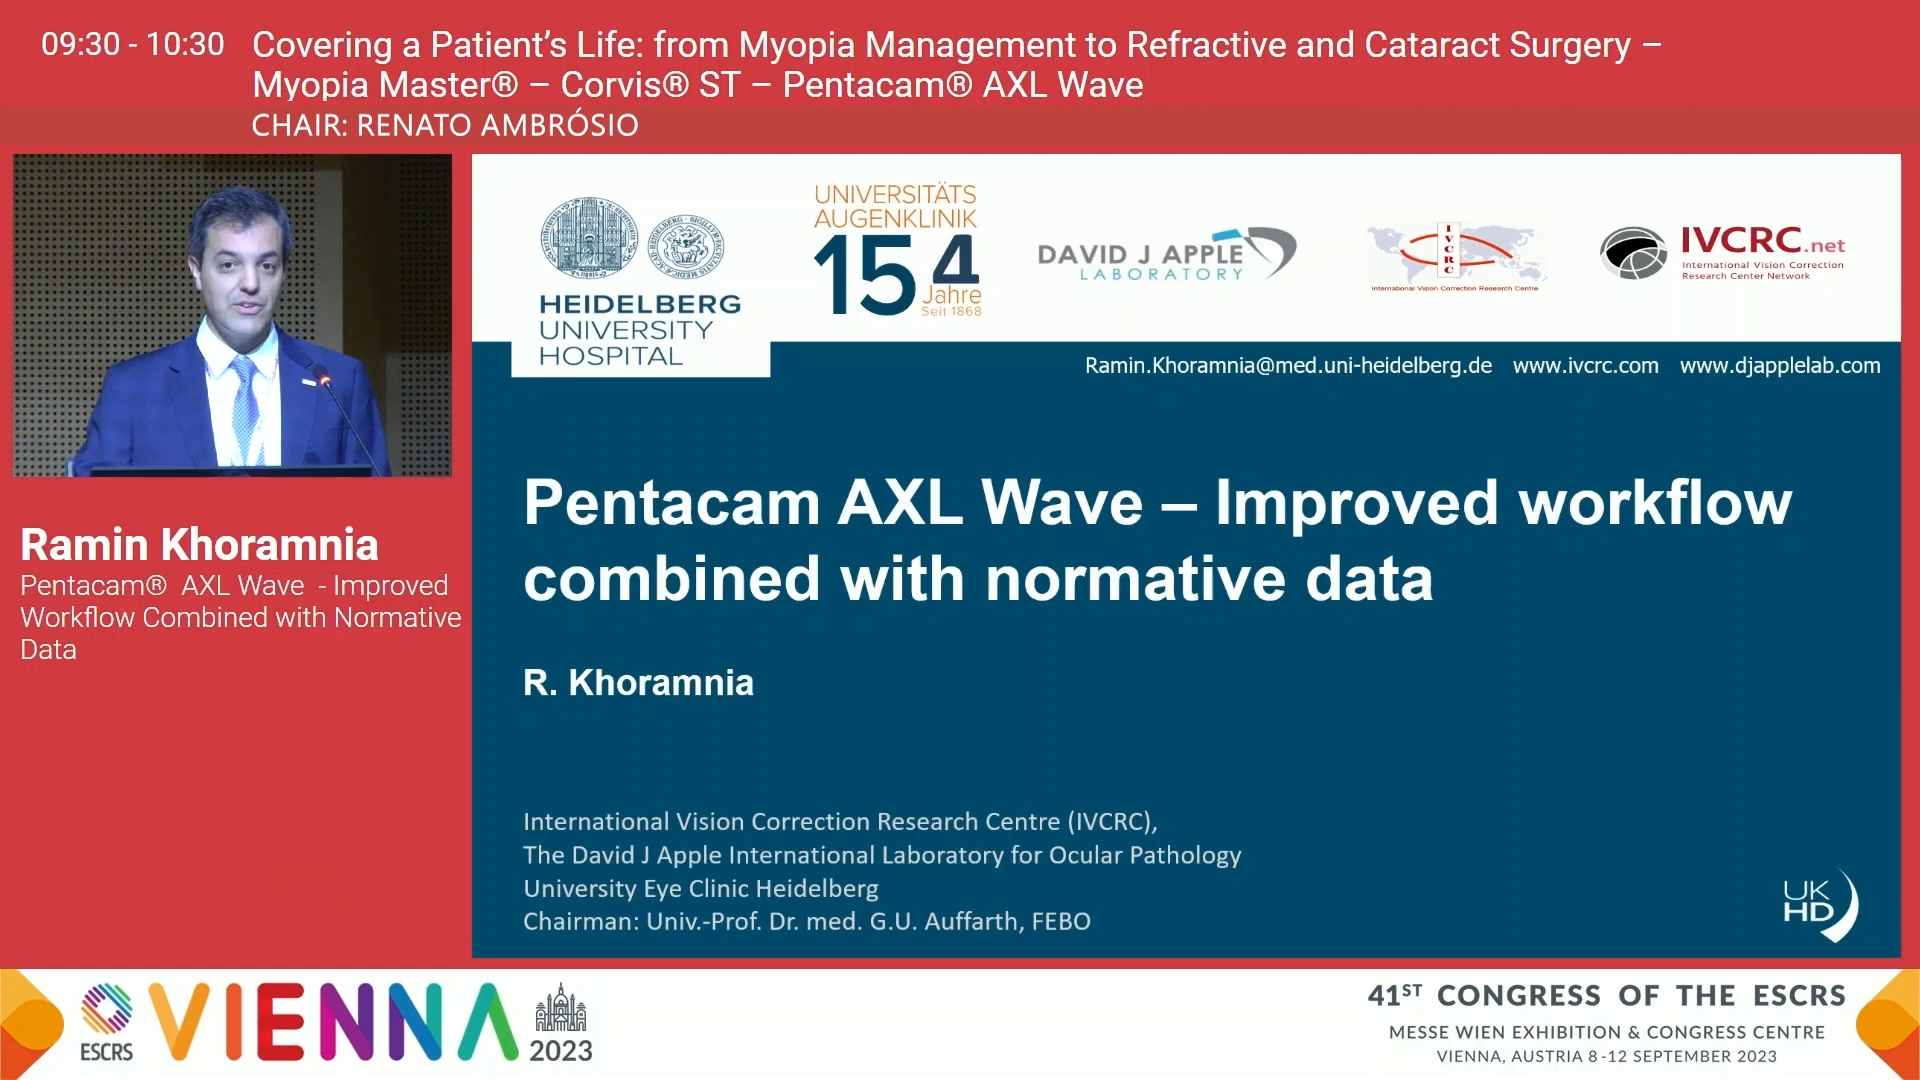 09:30 - 10:30
Covering a Patient’s Life: from Myopia Management to Refractive and Cataract Surgery –
Myopia Master® – Corvis® ST – Pentacam® AXL Wave
CHAIR: RENATO AMBRÓSIO
HEIDELBERG
UNIVERSITY
HOSPITAL
UNIVERSITÄTS
AUGENKLINIK
154
Jahre
Seit 1868
DAVID J APPLE
LABORATORY
IVCRC
International Vision Correction Research Centre
IVCRC.net
International Vision Correction
Research Center Network
Ramin.Khoramnia@med.uni-heidelberg.de www.ivcrc.com www.djapplelab.com
Pentacam AXL Wave – Improved workflow
combined with normative data
R. Khoramnia
International Vision Correction Research Centre (IVCRC),
The David J Apple International Laboratory for Ocular Pathology
University Eye Clinic Heidelberg
Chairman: Univ.-Prof. Dr. med. G.U. Auffarth, FEBO
UK
HD
Ramin Khoramnia
Pentacam® AXL Wave - Improved
Workflow Combined with Normative
Data
ESCRS
VIENNA
2023
41ST CONGRESS OF THE ESCRS
MESSE WIEN EXHIBITION & CONGRESS CENTRE
VIENNA, AUSTRIA 8-12 SEPTEMBER 2023